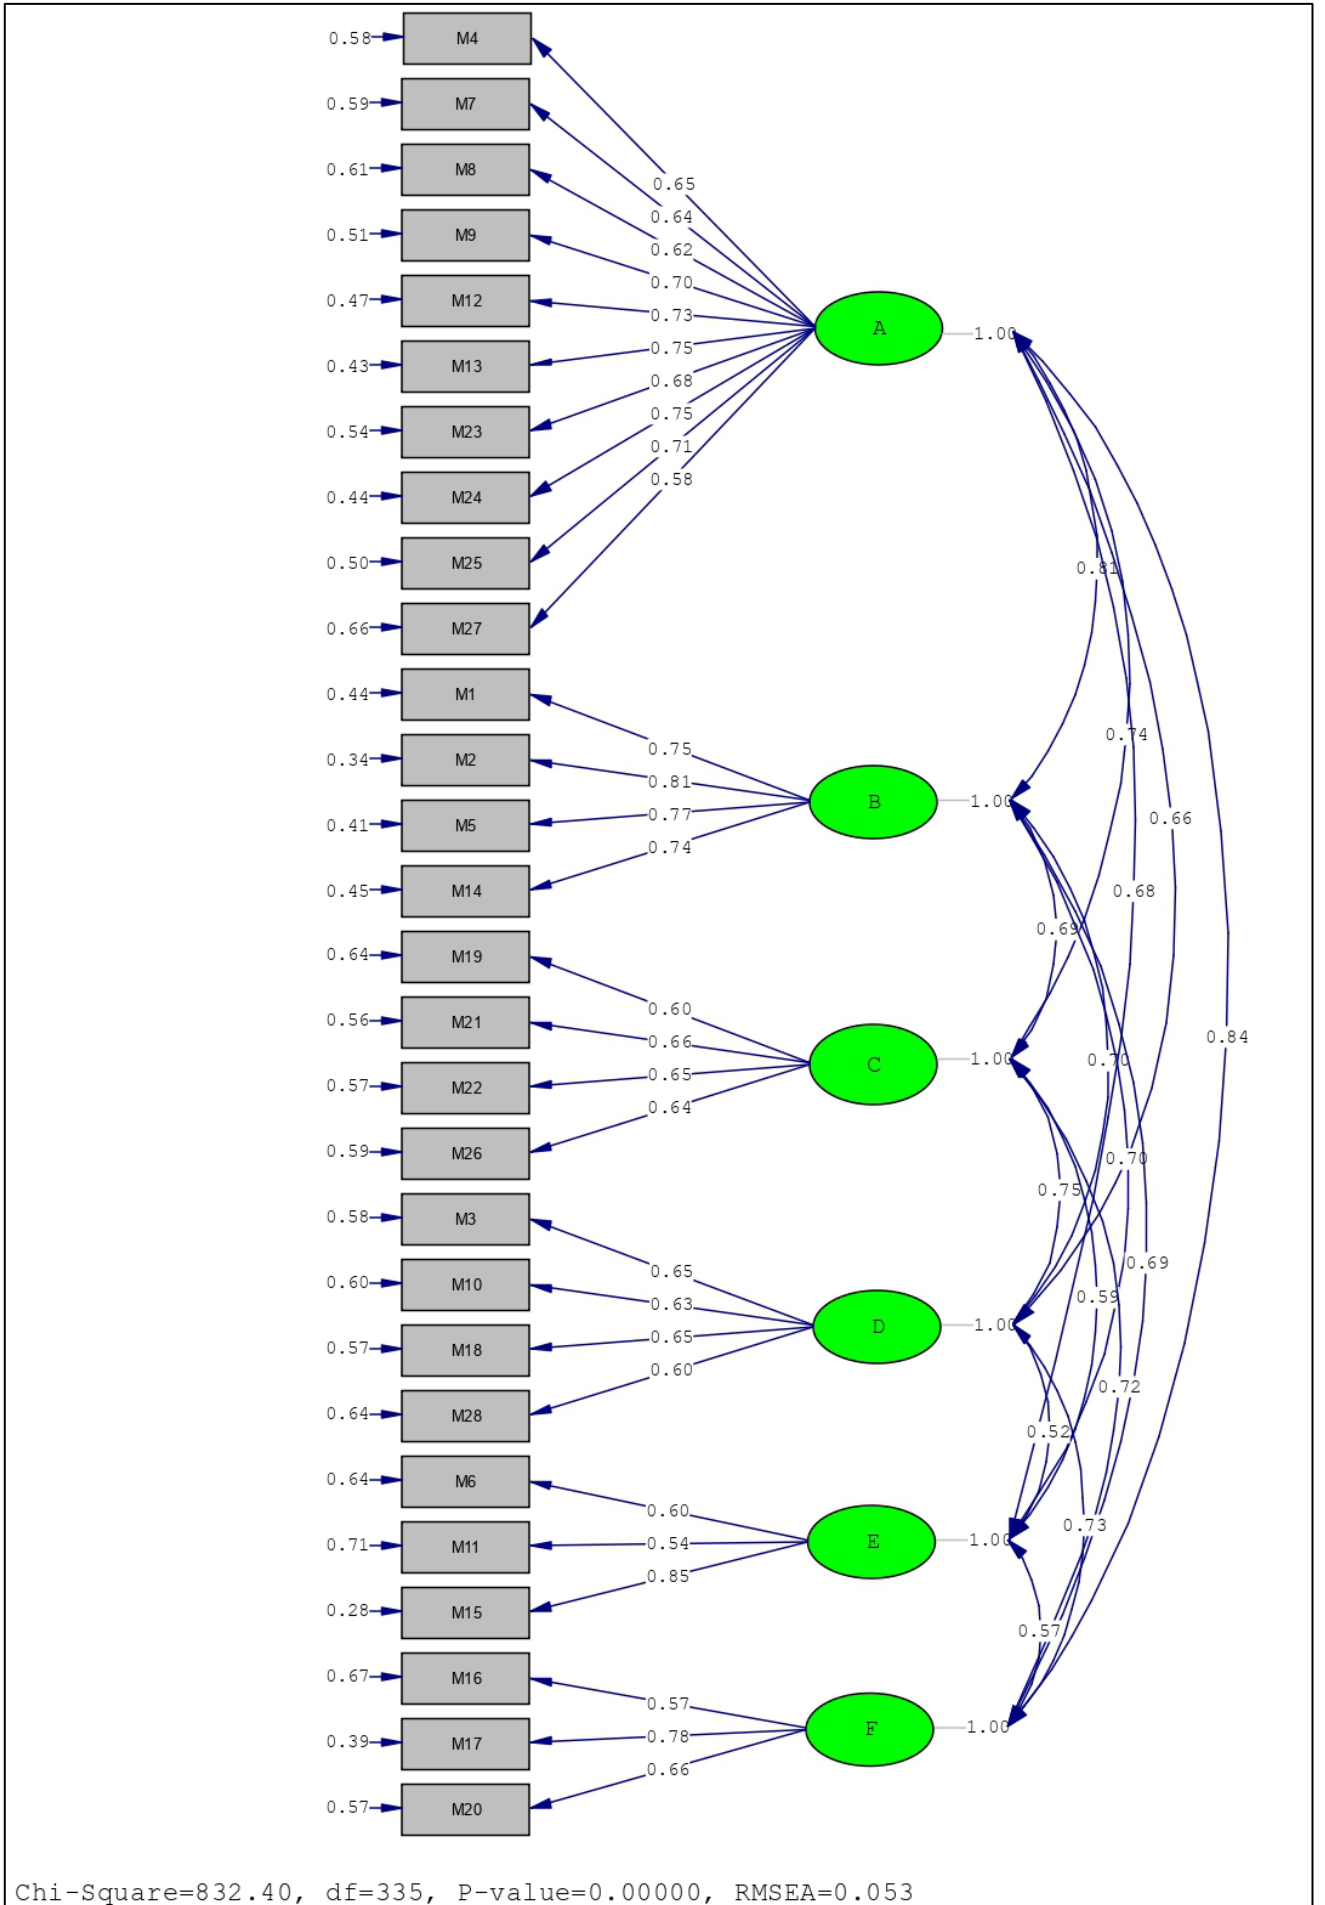 0.58 M4
0.59 M7
0.61 M8
0.65
0.64
0.51 M9
0.62
0.70
0.47 M12
0.73
A 1.00
0.75
0.43 M13
0.68
0.75
0.54 M23
0.71
0.58
0.44 M24
0.50 M25
0.81
0.66 M27
0.44 M1
0.74
0.75
0.34 M2
0.81
B 1.00
0.77
0.66
0.41 M5
0.74
0.45 M14
0.68
0.69
0.64 M19
0.60
0.56 M21
0.84
0.66
C 1.00
0.70
0.65
0.57 M22
0.64
0.59 M26
0.70
0.75
0.58 M3
0.69
0.65
0.60 M10
0.59
0.63
D 1.00
0.65
0.57 M18
0.60
0.72
0.64 M28
0.52
0.64 M6
0.60
0.73
0.71 M11
0.54
E 1.00
0.85
0.28 M15
0.57
0.67 M16
0.57
F 1.00
0.78
0.39 M17
0.66
0.57 M20
Chi-Square=832.40, df=335, P-value=0.00000, RMSEA=0.053